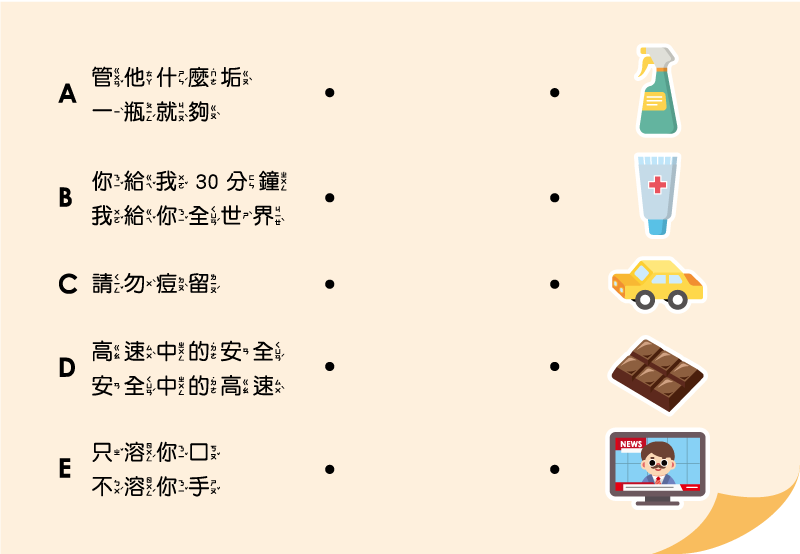 A
管他什麼垢
一瓶就夠
B
你給我 30 分鐘
我給你全世界
C
請勿痘留
D
高速中的安全
安全中的高速
E
只溶你口
不溶你手
NEWS